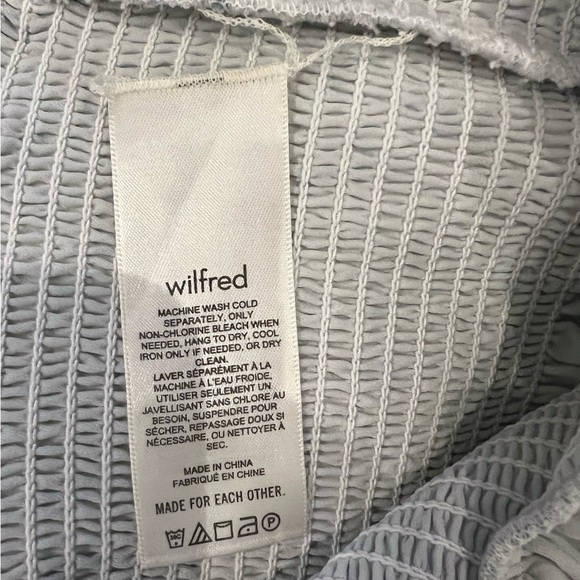 wilfred
MACHINE WASH COLD
SEPARATELY, ONLY
NON-CHLORINE BLEACH WHEN
NEEDED, HANG TO DRY, COOL
IRON ONLY IF NEEDED, OR DRY
CLEAN.
LAVER SÉPARÉMENT À LA
MACHINE À L'EAU FROIDE,
UTILISER SEULEMENT UN
JAVELLISANT SANS CHLORE AU
BESOIN, SUSPENDRE POUR
SÉCHER, REPASSAGE DOUX SI
NÉCESSAIRE, OU NETTOYER À
SEC.
MADE IN CHINA
FABRIQUÉ EN CHINE
MADE FOR EACH OTHER.
30C P